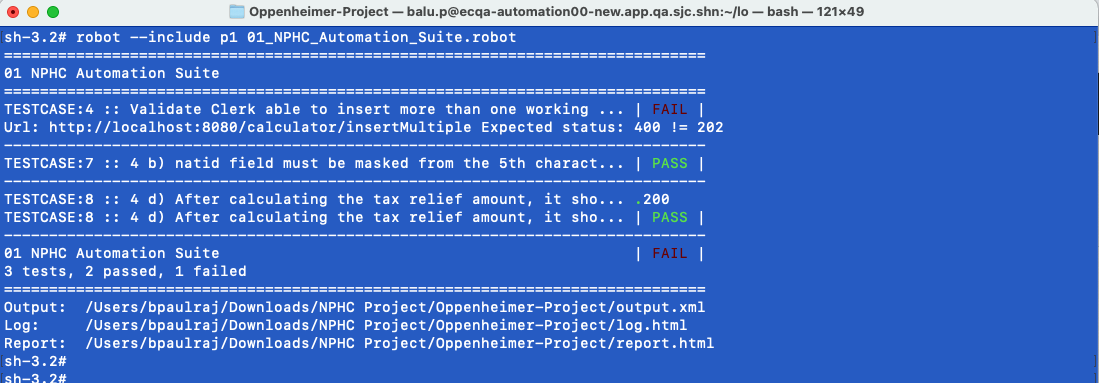 Oppenheimer-Project — balu.p@ecqa-automation00-new.app.qa.sjc.shn:~/lo — bash — 121×49
sh-3.2# robot --include p1 01_NPHC_Automation_Suite.robot
==============================================================================
01 NPHC Automation Suite
==============================================================================
TESTCASE:4 :: Validate Clerk able to insert more than one working ... | FAIL |
Url: http://localhost:8080/calculator/insertMultiple Expected status: 400 != 202
------------------------------------------------------------------------------
TESTCASE:7 :: 4 b) natid field must be masked from the 5th charact... | PASS |
------------------------------------------------------------------------------
TESTCASE:8 :: 4 d) After calculating the tax relief amount, it sho... .200
TESTCASE:8 :: 4 d) After calculating the tax relief amount, it sho... | PASS |
------------------------------------------------------------------------------
01 NPHC Automation Suite | FAIL |
3 tests, 2 passed, 1 failed
==============================================================================
Output: /Users/bpaulraj/Downloads/NPHC Project/Oppenheimer-Project/output.xml
Log: /Users/bpaulraj/Downloads/NPHC Project/Oppenheimer-Project/log.html
Report: /Users/bpaulraj/Downloads/NPHC Project/Oppenheimer-Project/report.html
sh-3.2#
sh-3.2#